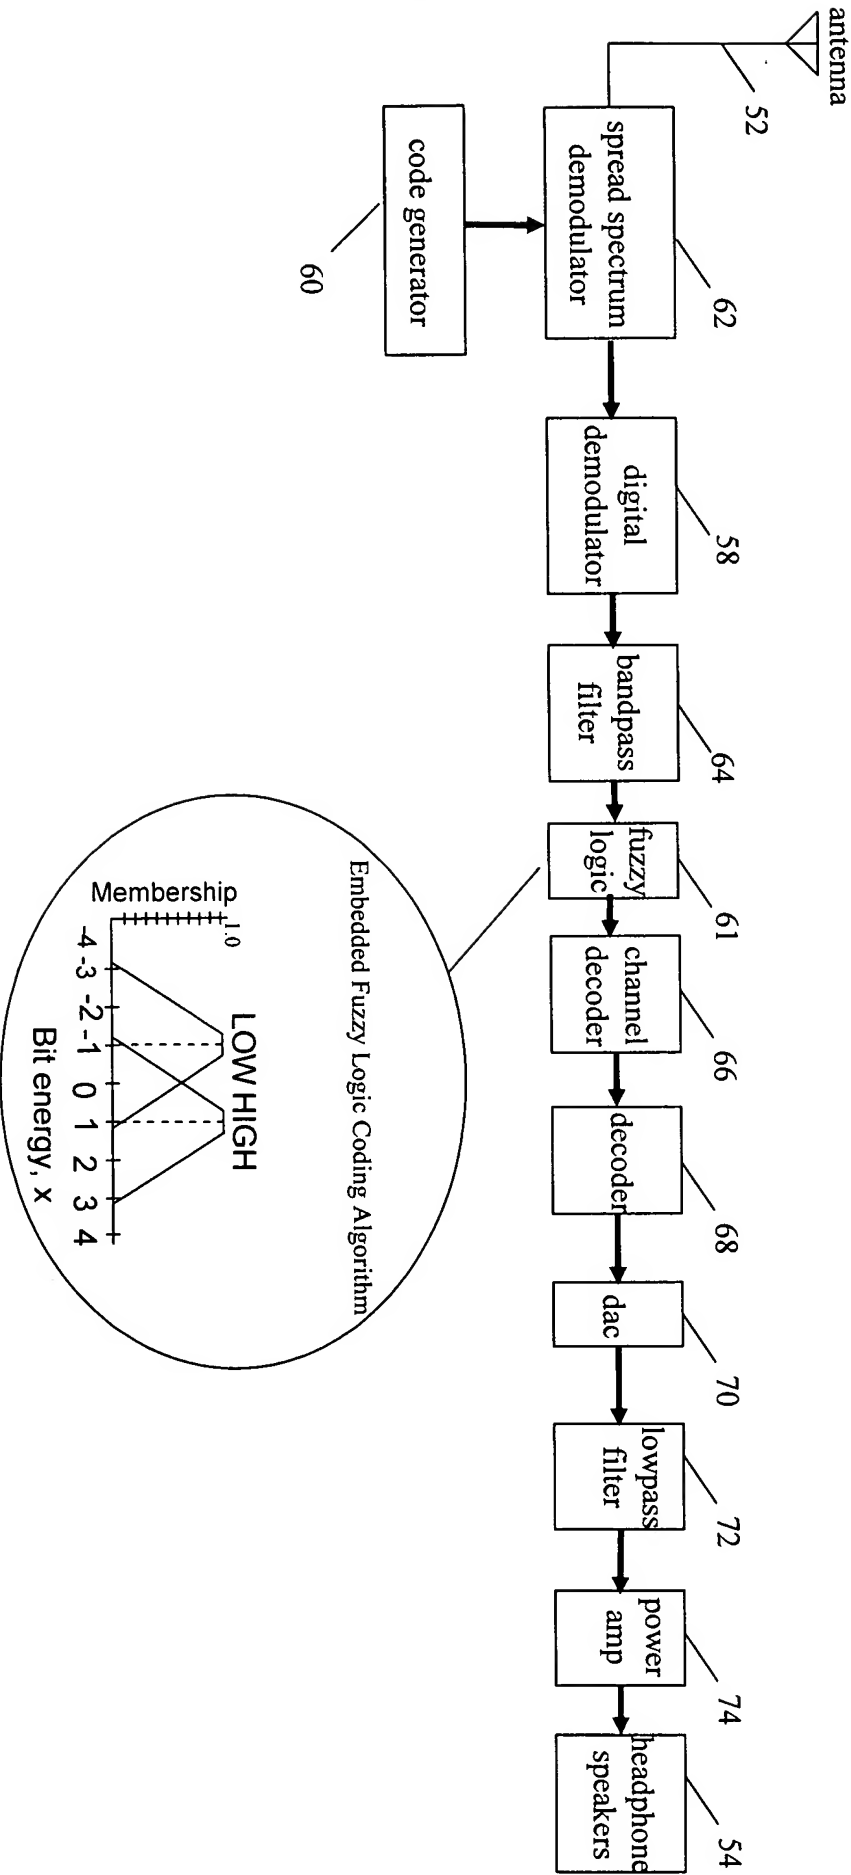 antenna
52
spread spectrum
demodulator
62
code generator
60
digital
demodulator
58
bandpass
filter
64
fuzzy
logic
61
channel
decoder
66
decoder
68
dac
70
lowpass
filter
72
power
amp
74
headphone
speakers
54
Embedded Fuzzy Logic Coding Algorithm
LOW HIGH
1.0
Membership
-4 -3 -2 -1 0 1 2 3 4
Bit energy, x